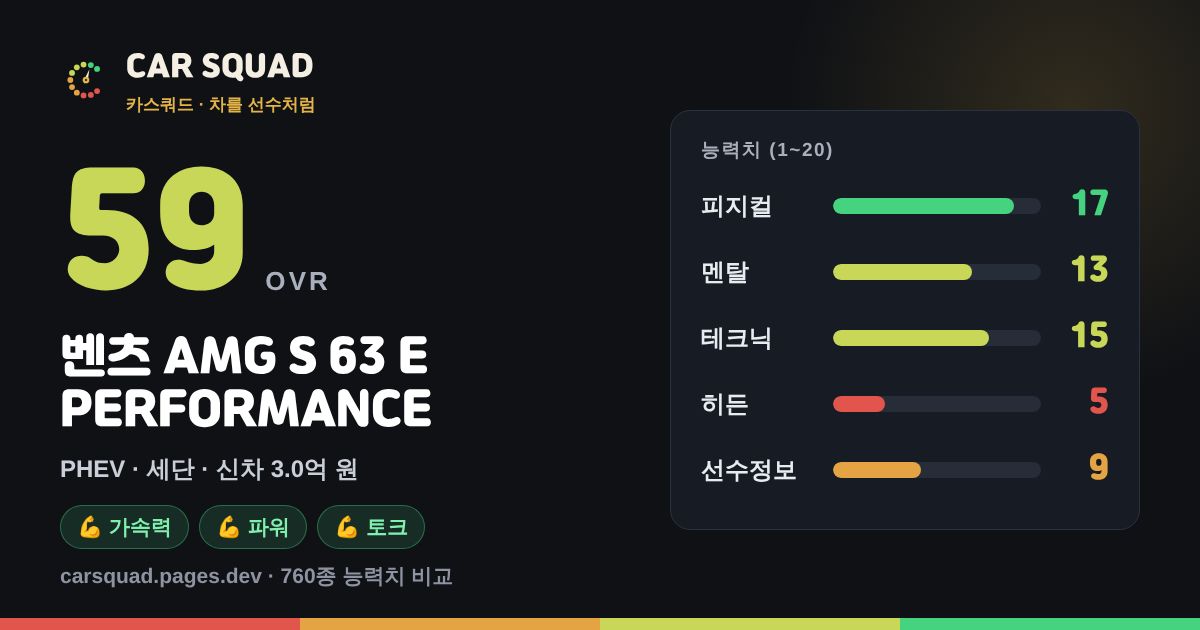 CAR SQUAD
카스쿼드 · 차를 선수처럼
59 OVR
벤츠 AMG S 63 E
PERFORMANCE
PHEV · 세단 · 신차 3.0억 원
💪 가속력 💪 파워 💪 토크
carsquad.pages.dev · 760종 능력치 비교
능력치 (1~20)
피지컬 17
멘탈 13
테크닉 15
히든 5
선수정보 9